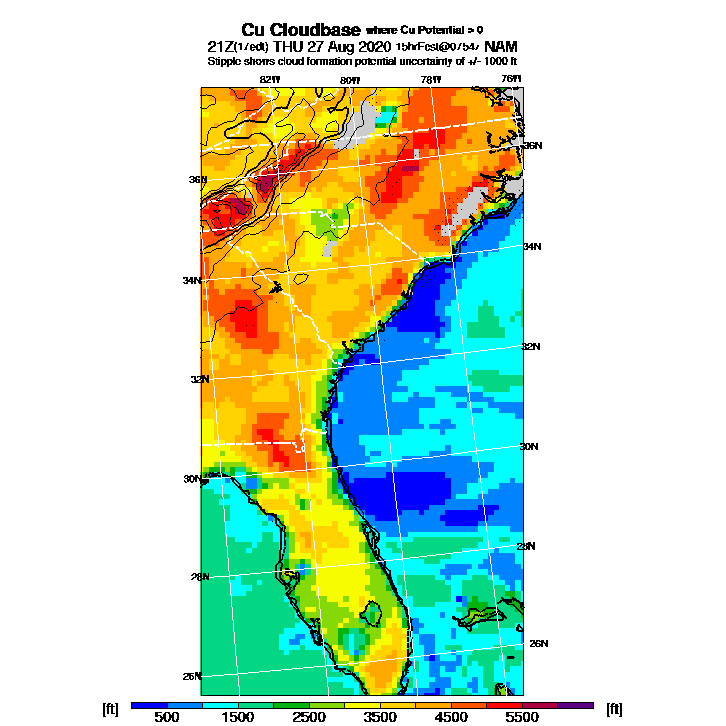 Cu Cloudbase where Cu Potential > 0
21Z(17edt) THU 27 Aug 2020 15hrFcst@0754z NAM
Stipple shows cloud formation potential uncertainty of +/- 1000 ft
82W 80W 78W 76W
36N
36N
34N
34N
32N
32N
30N
30N
28N
28N
26N
26N
[ft] 500 1500 2500 3500 4500 5500 [ft]